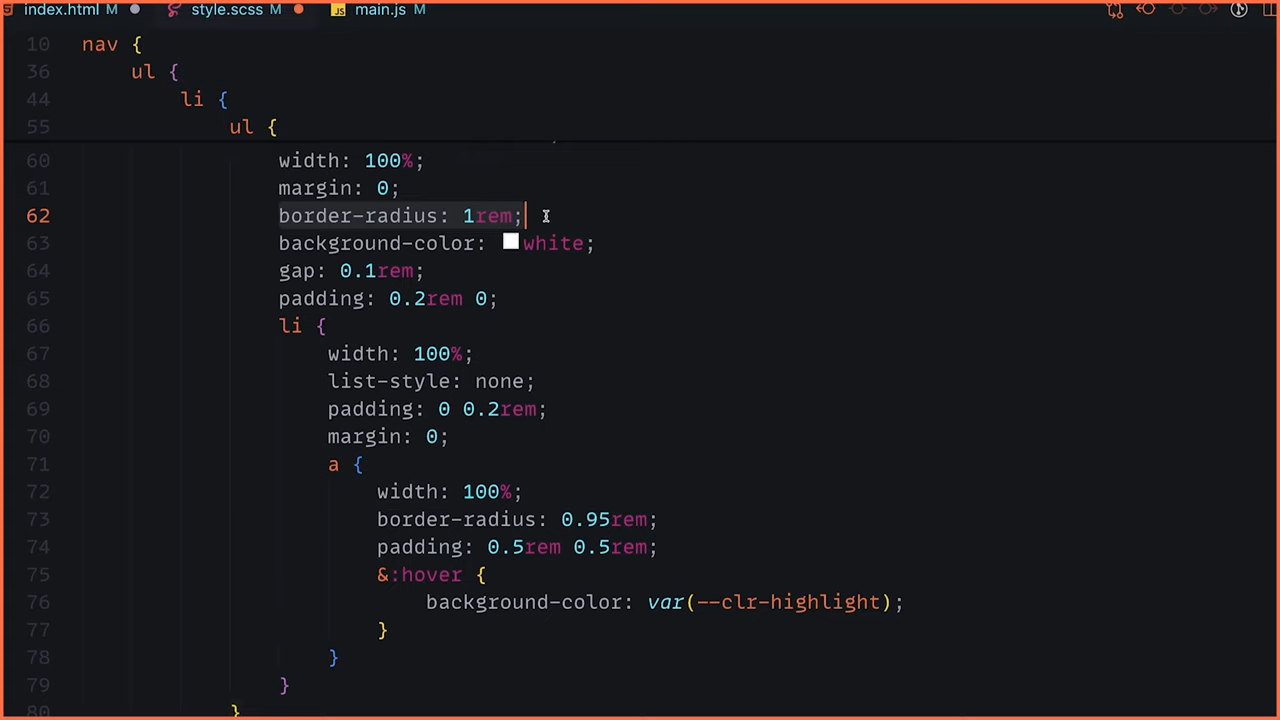 index.html M style.scss M JS main.js M
10 nav {
36 ul {
44 li {
55 ul {
60 width: 100%;
61 margin: 0;
62 border-radius: 1rem;
63 background-color: white;
64 gap: 0.1rem;
65 padding: 0.2rem 0;
66 li {
67 width: 100%;
68 list-style: none;
69 padding: 0 0.2rem;
70 margin: 0;
71 a {
72 width: 100%;
73 border-radius: 0.95rem;
74 padding: 0.5rem 0.5rem;
75 &:hover {
76 background-color: var(--clr-highlight);
77 }
78 }
79 }
80 }